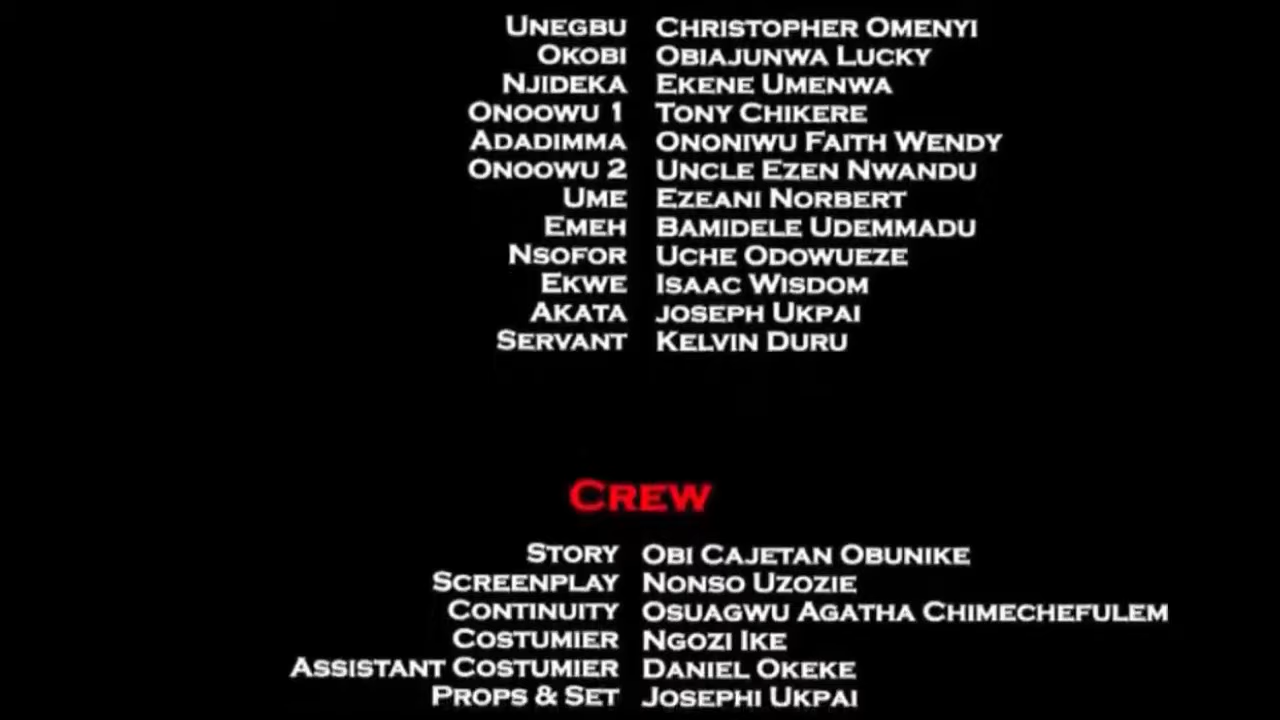 Unegbu Christopher Omenyi
Okobi Obiajunwa Lucky
Njideka Ekene Umenwa
Onoowu 1 Tony Chikere
Adadimma Ononiwu Faith Wendy
Onoowu 2 Uncle Ezen Nwandu
Ume Ezeani Norbert
Emeh Bamidele Udemmadu
Nsofor Uche Odowueze
Ekwe Isaac Wisdom
Akata joseph Ukpai
Servant Kelvin Duru
Crew
Story Obi Cajetan Obunike
Screenplay Nonso Uzozie
Continuity Osuagwu Agatha Chimechefulem
Costumier Ngozi Ike
Assistant Costumier Daniel Okeke
Props & Set Josephi Ukpai